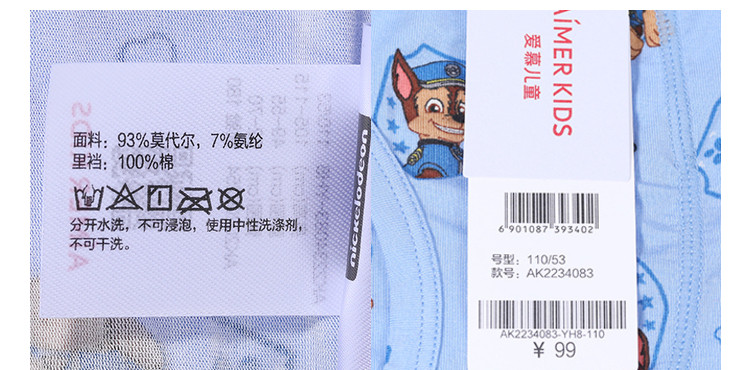 面料：93%莫代尔，7%氨纶
里裆：100%棉
分开水洗，不可浸泡，使用中性洗涤剂，
不可干洗。
nickelodeon
AIMER KIDS
爱慕儿童
6 901087 393402
号型：110/53
款号：AK2234083
AK2234083-YH8-110
¥ 99